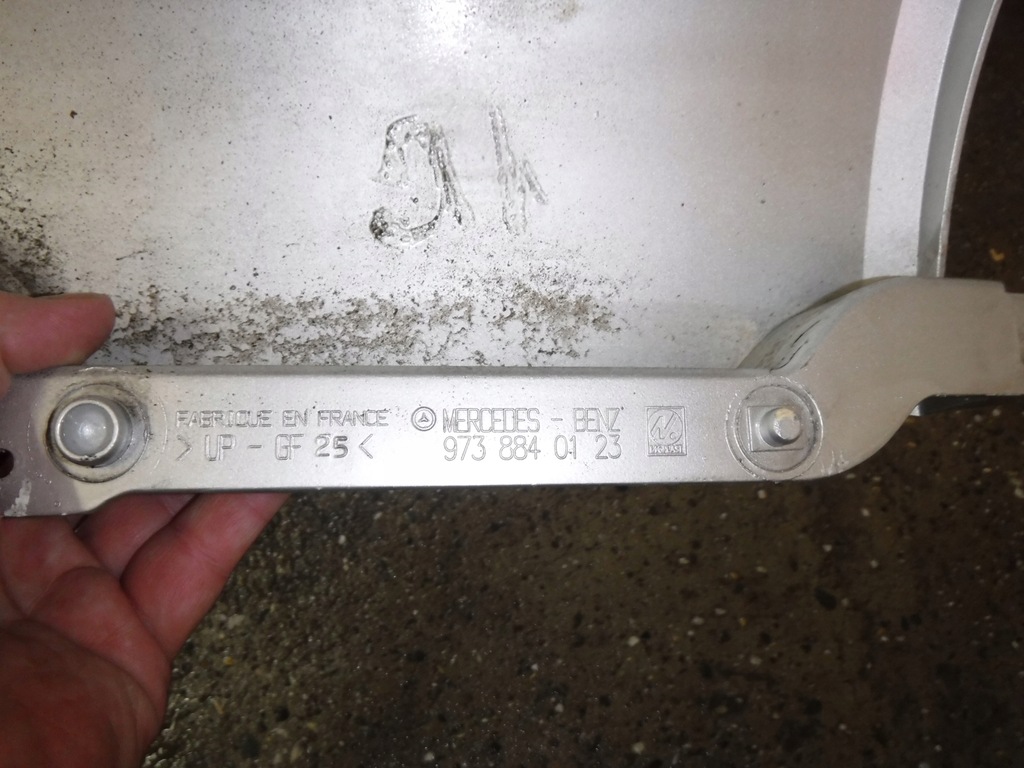 FABRIQUE EN FRANCE
>UP - GF 25<
MERCEDES - BENZ
973 884 01 23